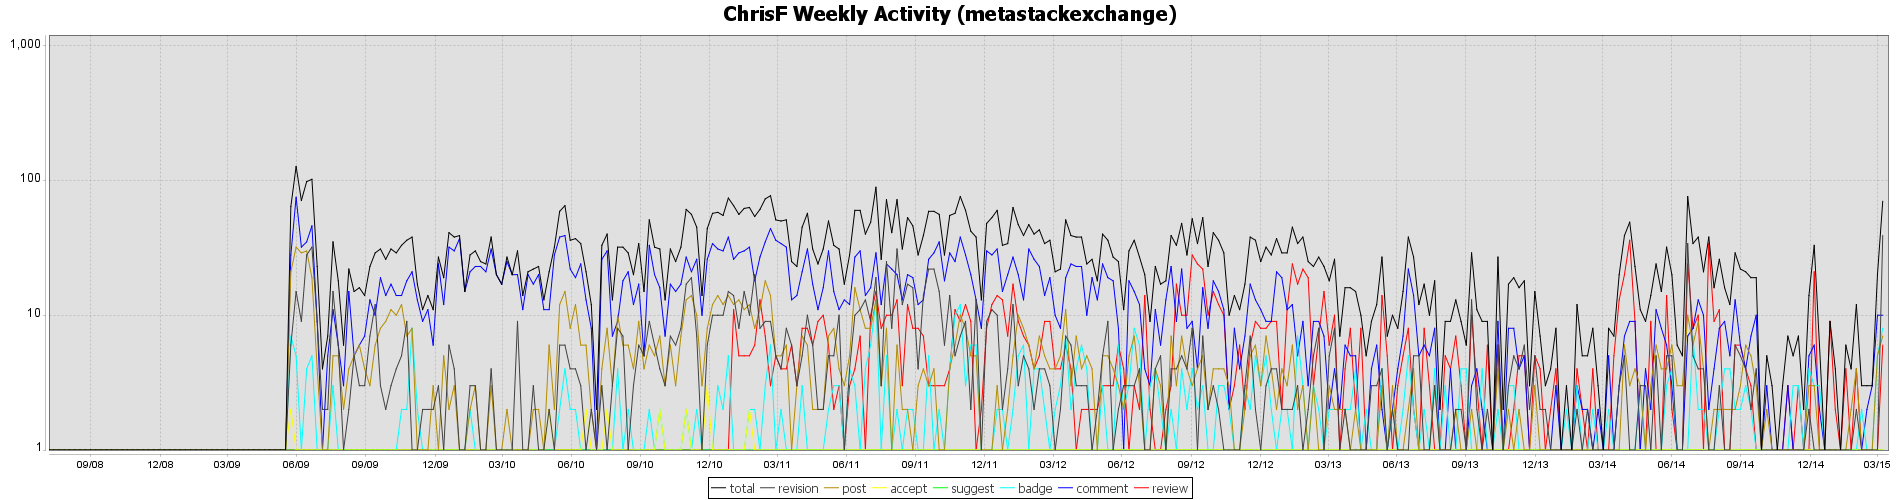 ChrisF Weekly Activity (metastackexchange)
1,000
100
10
1
09/08 12/08 03/09 06/09 09/09 12/09 03/10 06/10 09/10 12/10 03/11 06/11 09/11 12/11 03/12 06/12 09/12 12/12 03/13 06/13 09/13 12/13 03/14 06/14 09/14 12/14 03/15
total revision post accept suggest badge comment review